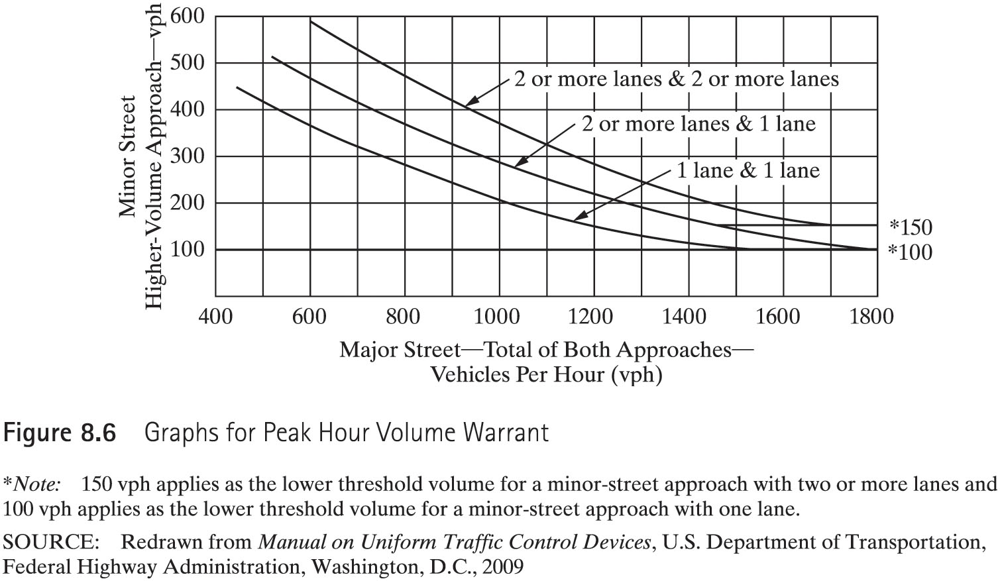 Minor Street
Higher-Volume Approach—vph
600
500
400
300
200
100
2 or more lanes & 2 or more lanes
2 or more lanes & 1 lane
1 lane & 1 lane
*150
*100
400 600 800 1000 1200 1400 1600 1800
Major Street—Total of Both Approaches—
Vehicles Per Hour (vph)
Figure 8.6 Graphs for Peak Hour Volume Warrant
*Note: 150 vph applies as the lower threshold volume for a minor-street approach with two or more lanes and
100 vph applies as the lower threshold volume for a minor-street approach with one lane.
SOURCE: Redrawn from Manual on Uniform Traffic Control Devices, U.S. Department of Transportation,
Federal Highway Administration, Washington, D.C., 2009